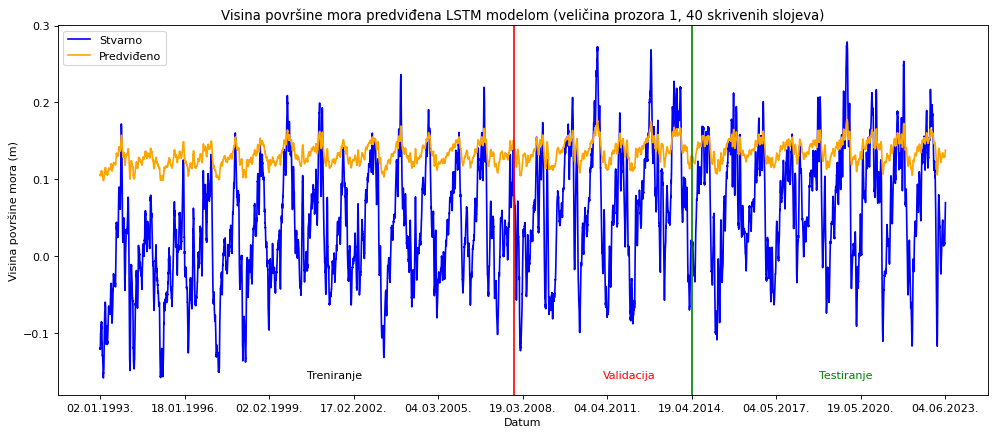 Visina površine mora predviđena LSTM modelom (veličina prozora 1, 40 skrivenih slojeva)
Stvarno
Predviđeno
Visina površine mora (m)
0.3
0.2
0.1
0.0
−0.1
Treniranje
Validacija
Testiranje
02.01.1993.
18.01.1996.
02.02.1999.
17.02.2002.
04.03.2005.
19.03.2008.
04.04.2011.
19.04.2014.
04.05.2017.
19.05.2020.
04.06.2023.
Datum